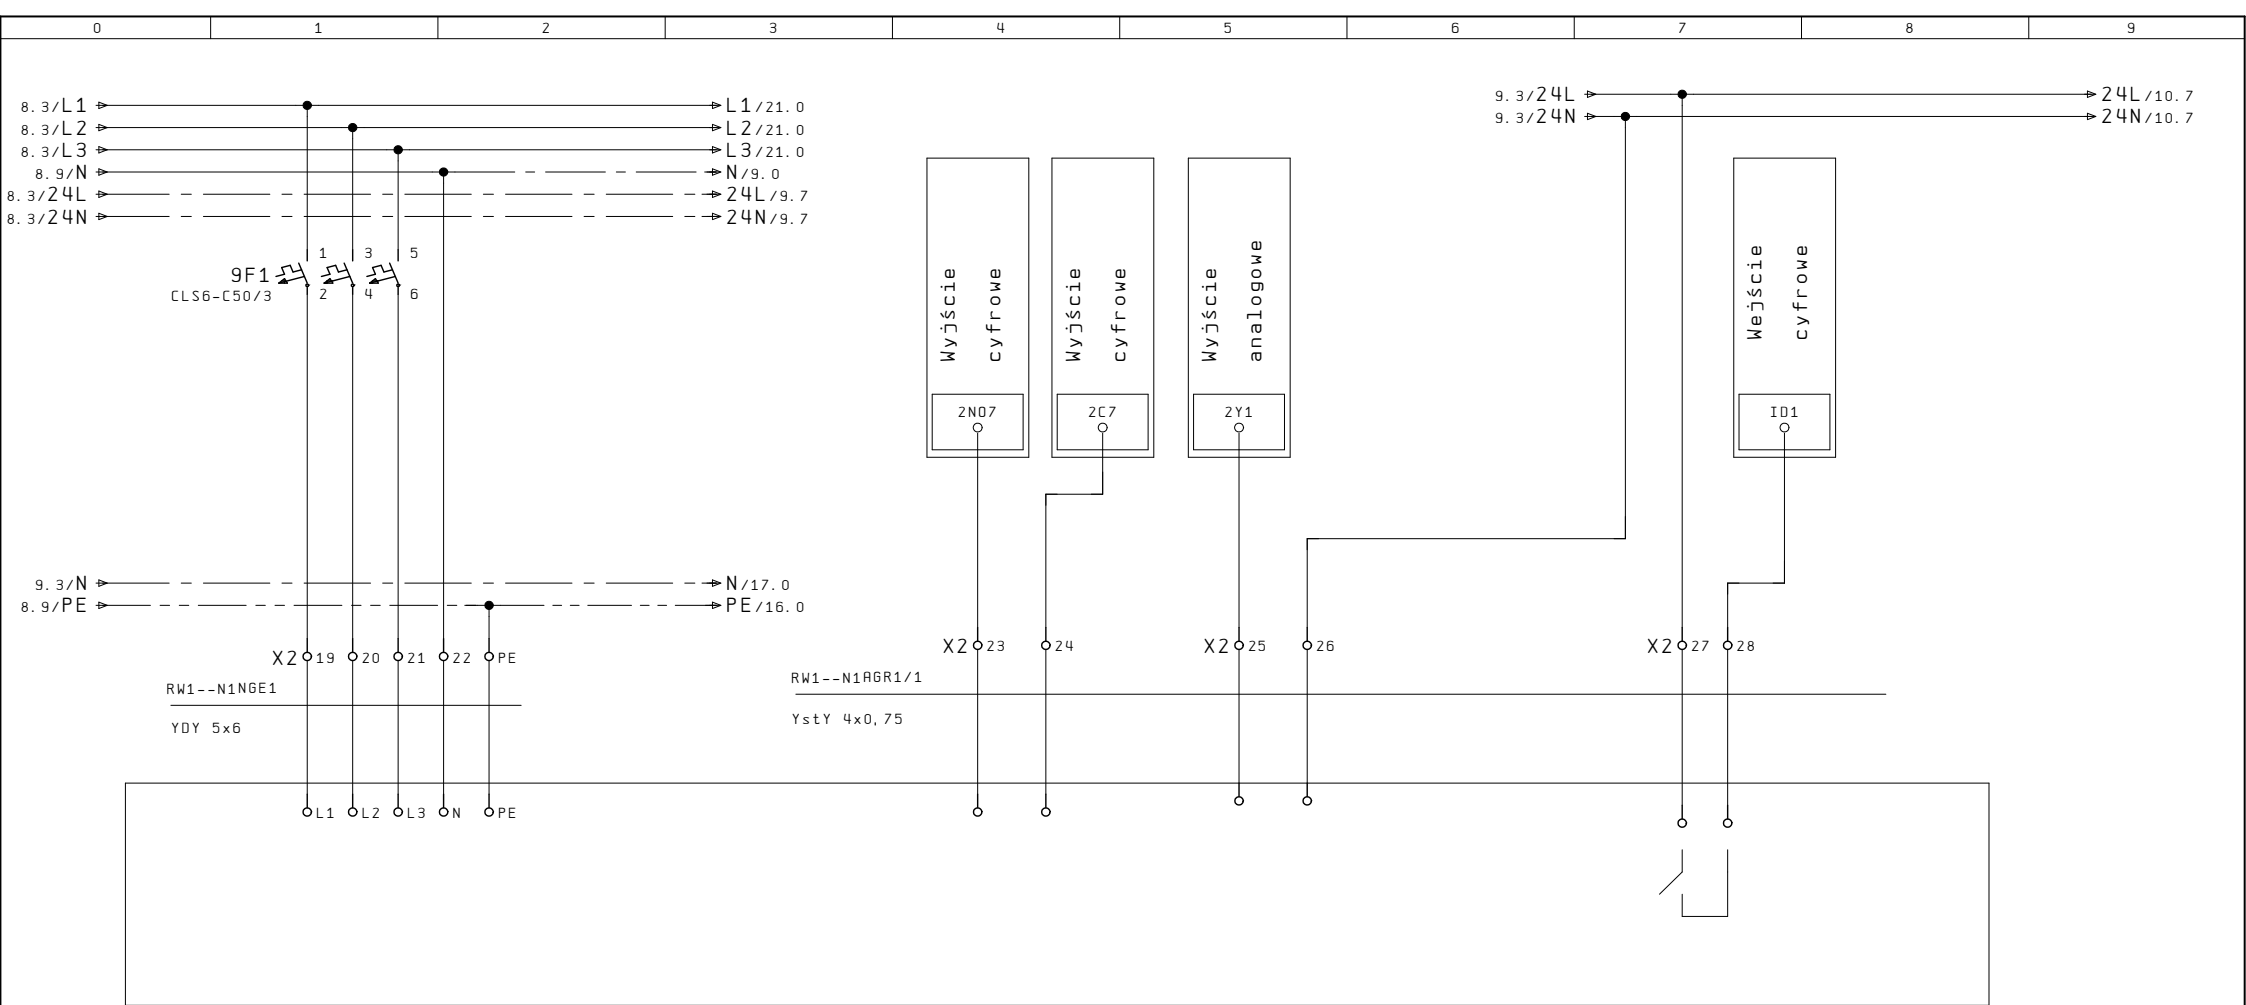 0 1 2 3 4 5 6 7 8 9
8.3/L1 L1/21.0
8.3/L2 L2/21.0
8.3/L3 L3/21.0
8.9/N N/9.0
8.3/24L 24L/9.7
8.3/24N 24N/9.7
9.3/24L 24L/10.7
9.3/24N 24N/10.7
1 3 5
9F1
CLS6-C50/3 2 4 6
Wyjście
cyfrowe
2NO7
Wyjście
cyfrowe
2C7
Wyjście
analogowe
2Y1
Wejście
cyfrowe
ID1
9.3/N N/17.0
8.9/PE PE/16.0
X2 19 20 21 22 PE
X2 23 24
X2 25 26
X2 27 28
RW1--N1NGE1
YDY 5x6
RW1--N1AGR1/1
YstY 4x0,75
L1 L2 L3 N PE